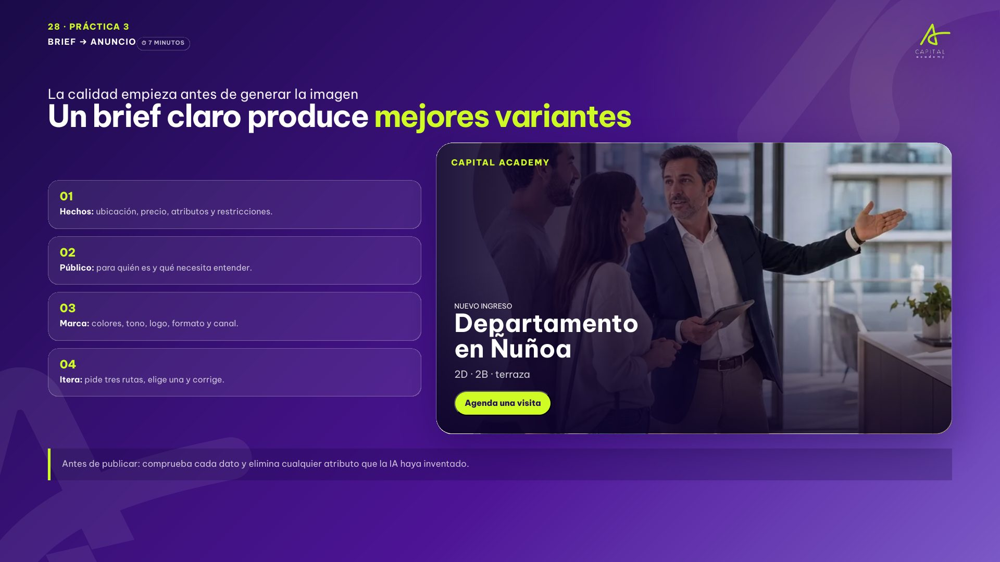 28 · PRÁCTICA 3
BRIEF → ANUNCIO
⏱ 7 MINUTOS
CAPITAL
academy
La calidad empieza antes de generar la imagen
Un brief claro produce mejores variantes
01
Hechos: ubicación, precio, atributos y restricciones.
02
Público: para quién es y qué necesita entender.
03
Marca: colores, tono, logo, formato y canal.
04
Itera: pide tres rutas, elige una y corrige.
CAPITAL ACADEMY
NUEVO INGRESO
Departamento
en Ñuñoa
2D · 2B · terraza
Agenda una visita
Antes de publicar: comprueba cada dato y elimina cualquier atributo que la IA haya inventado.